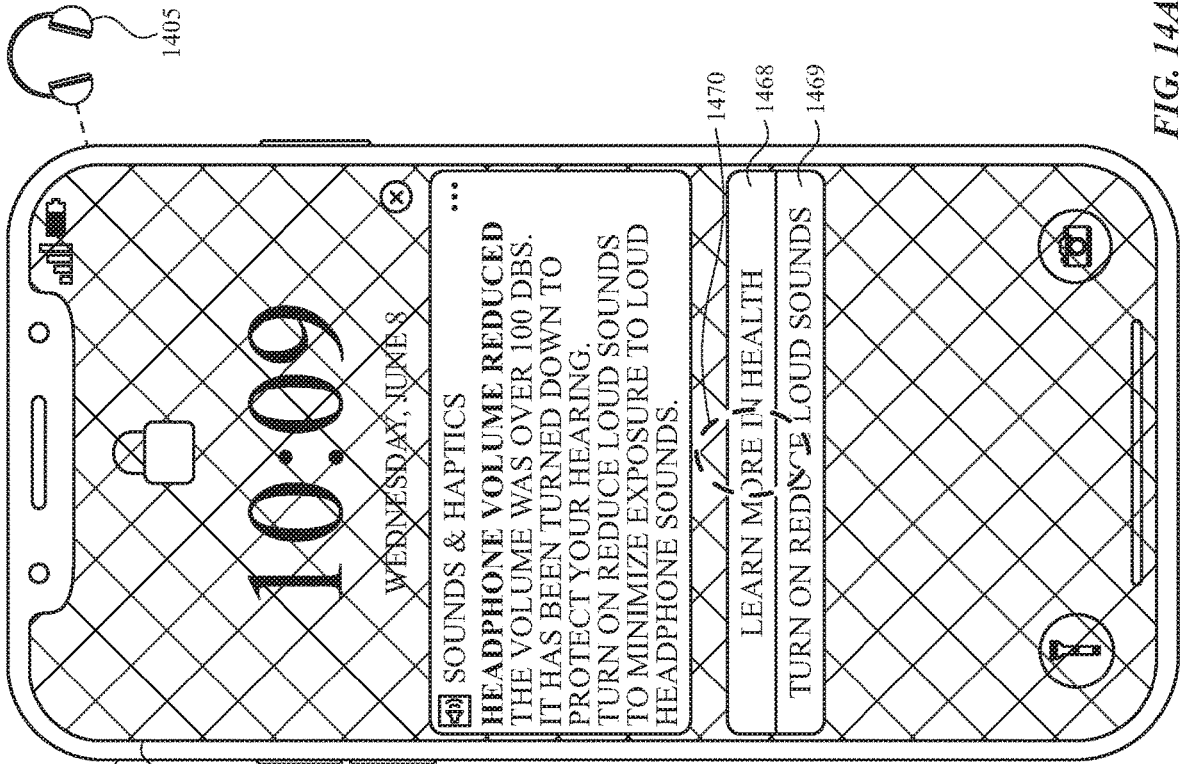 1405
10:09
WEDNESDAY, JUNE 8
SOUNDS & HAPTICS
...
HEADPHONE VOLUME REDUCED
THE VOLUME WAS OVER 100 DBS.
IT HAS BEEN TURNED DOWN TO
PROTECT YOUR HEARING.
TURN ON REDUCE LOUD SOUNDS
TO MINIMIZE EXPOSURE TO LOUD
HEADPHONE SOUNDS.
1470
LEARN MORE IN HEALTH
1468
TURN ON REDUCE LOUD SOUNDS
1469
FIG. 14A